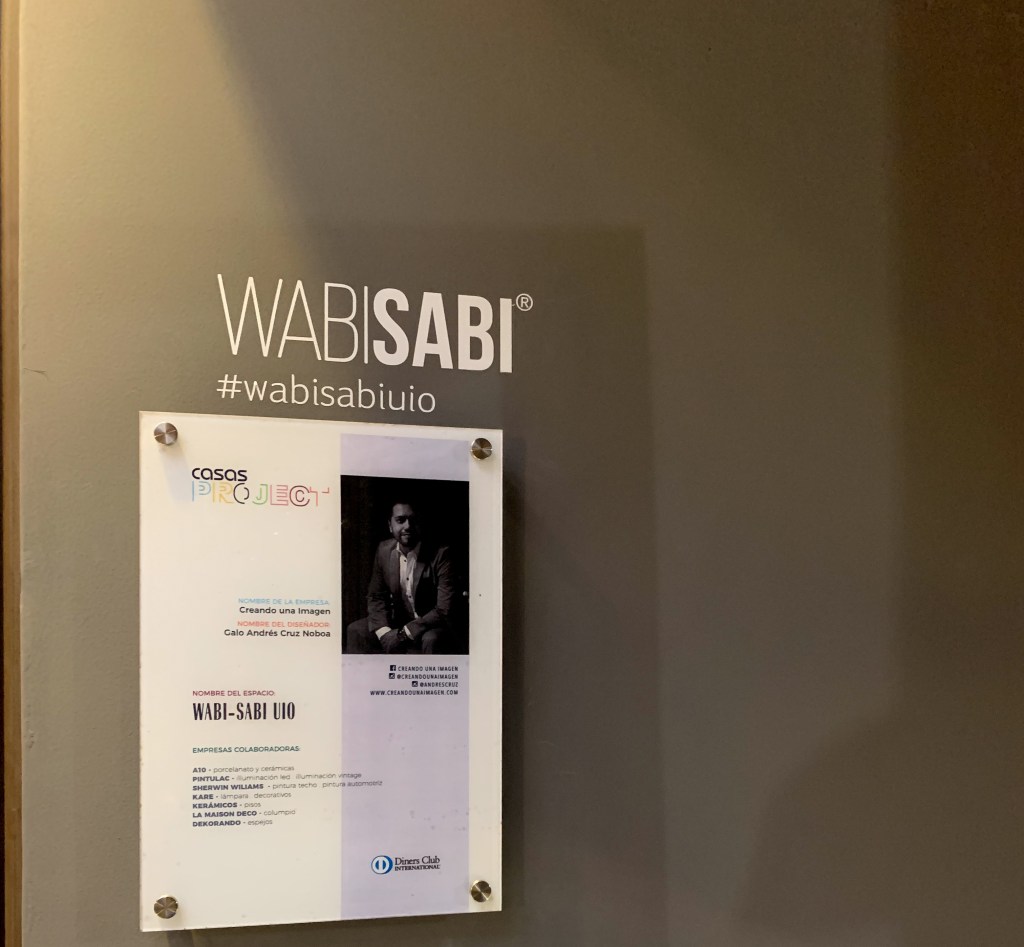 WABISABI®
#wabisabiuio
casas
PROJECT
NOMBRE DE LA EMPRESA:
Creando una Imagen
NOMBRE DEL DISEÑADOR:
Galo Andrés Cruz Noboa
CREANDO UNA IMAGEN
@CREANDOUNAIMAGEN
@ANDRESCRUZ
WWW.CREANDOUNAIMAGEN.COM
NOMBRE DEL ESPACIO:
WABI-SABI UIO
EMPRESAS COLABORADORAS:
A10 - porcelanato y cerámicas
PINTULAC - iluminación led . iluminación vintage
SHERWIN WILIAMS - pintura techo . pintura automotriz
KARE - lámpara . decorativos
KERÁMICOS - pisos
LA MAISON DECO - columpio
DEKORANDO - espejos
Diners Club
INTERNATIONAL